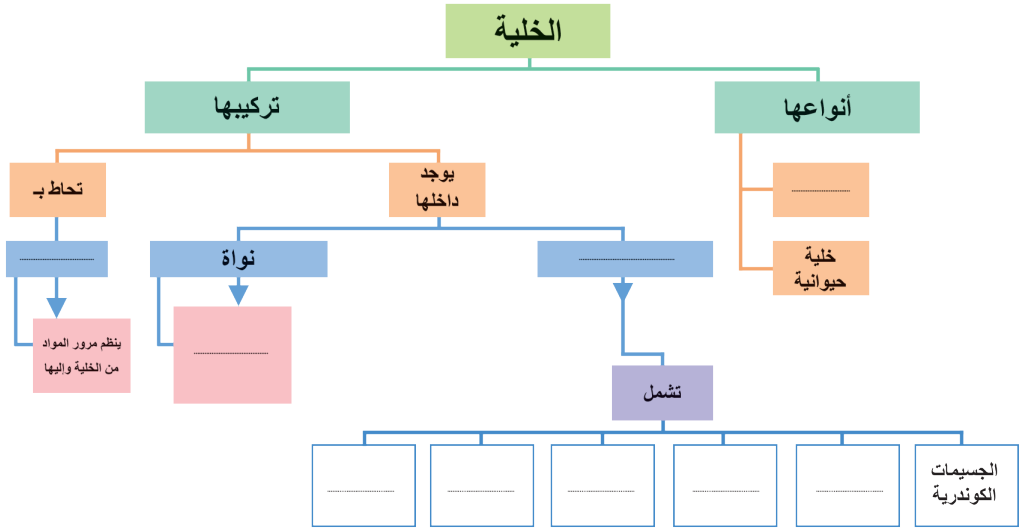 الخلية
أنواعها
تركيبها
يوجد
داخلها
تحاط بـ
....................
خلية
حيوانية
....................
نواة
....................
....................
ينظم مرور المواد
من الخلية وإليها
تشمل
الجسيمات
الكوندرية
....................
....................
....................
....................
....................